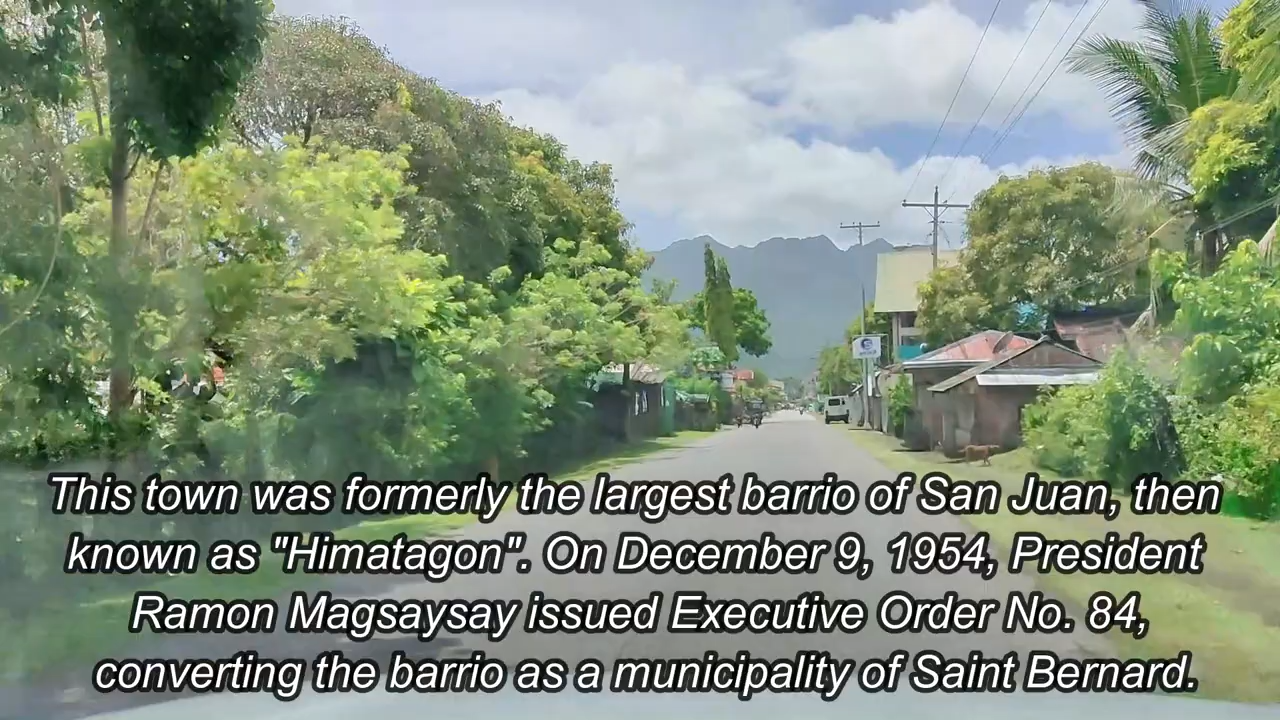 This town was formerly the largest barrio of San Juan, then
known as "Himatagon". On December 9, 1954, President
Ramon Magsaysay issued Executive Order No. 84,
converting the barrio as a municipality of Saint Bernard.